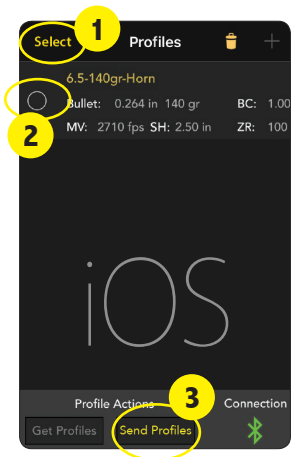 1
Select Profiles
6.5-140gr-Horn
2
Bullet: 0.264 in 140 gr BC: 1.00
MV: 2710 fps SH: 2.50 in ZR: 100
iOS
3
Profile Actions Connection
Get Profiles Send Profiles